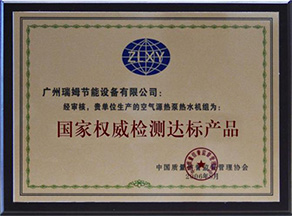 ZLXY
广州瑞姆节能设备有限公司：
经审核，贵单位生产的空气源热泵热水机组为：
国家权威检测达标产品
中国质量 管理协会